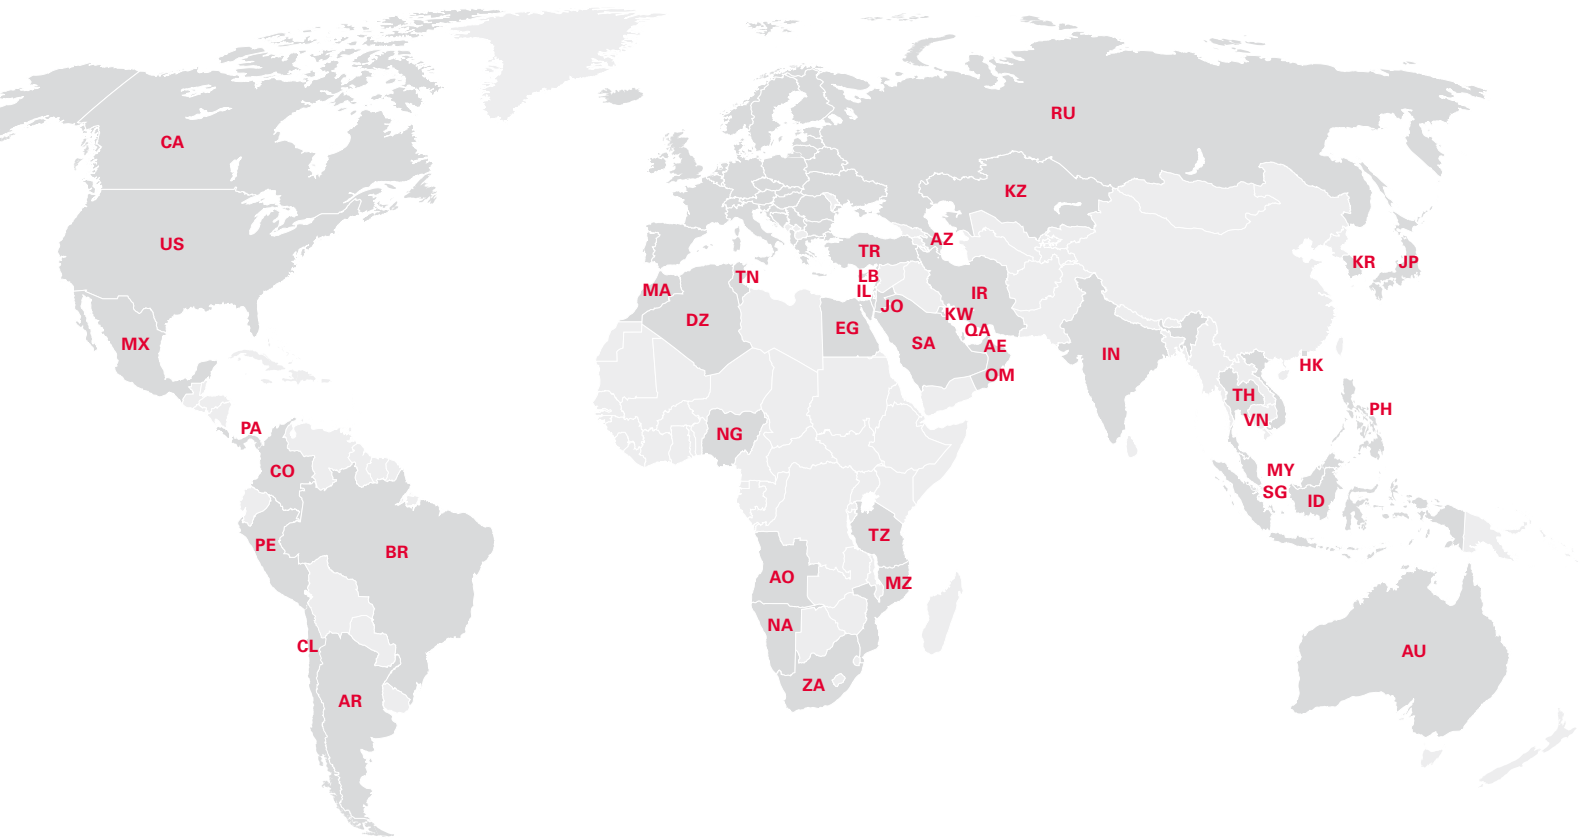 CA
US
MX
PA
CO
PE
BR
CL
AR
RU
KZ
AZ
TR
LB
IL
JO
TN
MA
DZ
EG
IR
KW
QA
SA
AE
OM
NG
TZ
AO
MZ
NA
ZA
IN
KR
JP
HK
TH
VN
PH
MY
SG
ID
AU